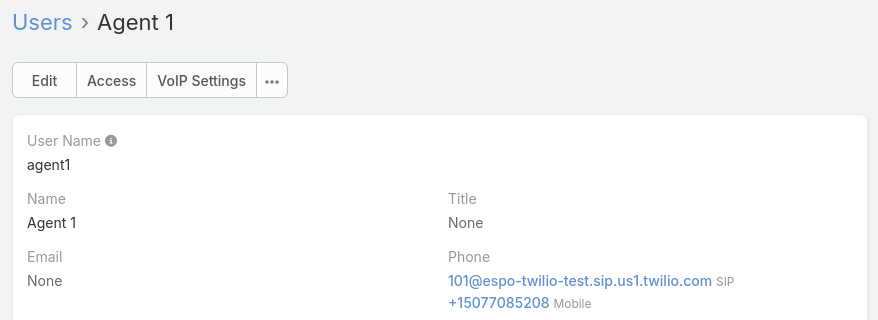 Users › Agent 1
Edit Access VoIP Settings •••
User Name
agent1
Name Title
Agent 1 None
Email Phone
None 101@espo-twilio-test.sip.us1.twilio.com SIP
+15077085208 Mobile